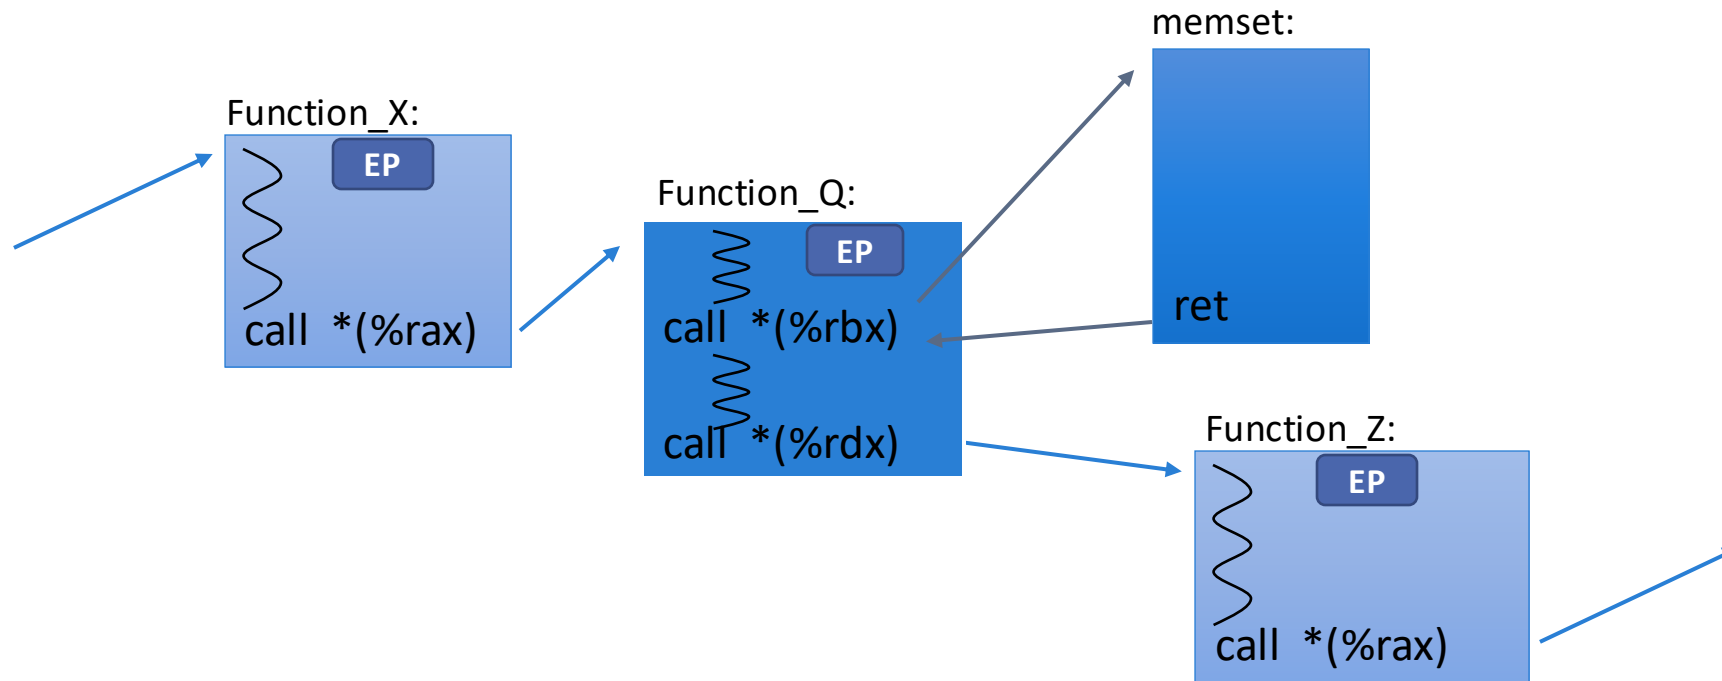 memset:
ret
Function_X:
EP
call *(%rax)
Function_Q:
EP
call *(%rbx)
call *(%rdx)
Function_Z:
EP
call *(%rax)